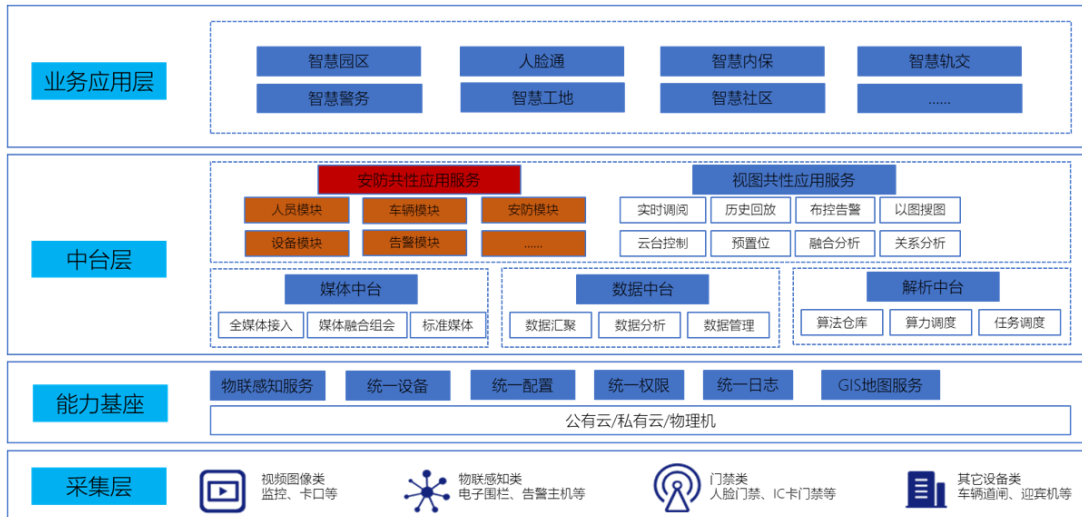 业务应用层
智慧园区
人脸通
智慧内保
智慧轨交
智慧警务
智慧工地
智慧社区
......
中台层
安防共性应用服务
人员模块
车辆模块
安防模块
设备模块
告警模块
......
视图共性应用服务
实时调阅
历史回放
布控告警
以图搜图
云台控制
预置位
融合分析
关系分析
媒体中台
全媒体接入
媒体融合组会
标准媒体
数据中台
数据汇聚
数据分析
数据管理
解析中台
算法仓库
算力调度
任务调度
能力基座
物联感知服务
统一设备
统一配置
统一权限
统一日志
GIS地图服务
公有云/私有云/物理机
采集层
视频图像类
监控、卡口等
物联感知类
电子围栏、告警主机等
门禁类
人脸门禁、IC卡门禁等
其它设备类
车辆道闸、迎宾机等